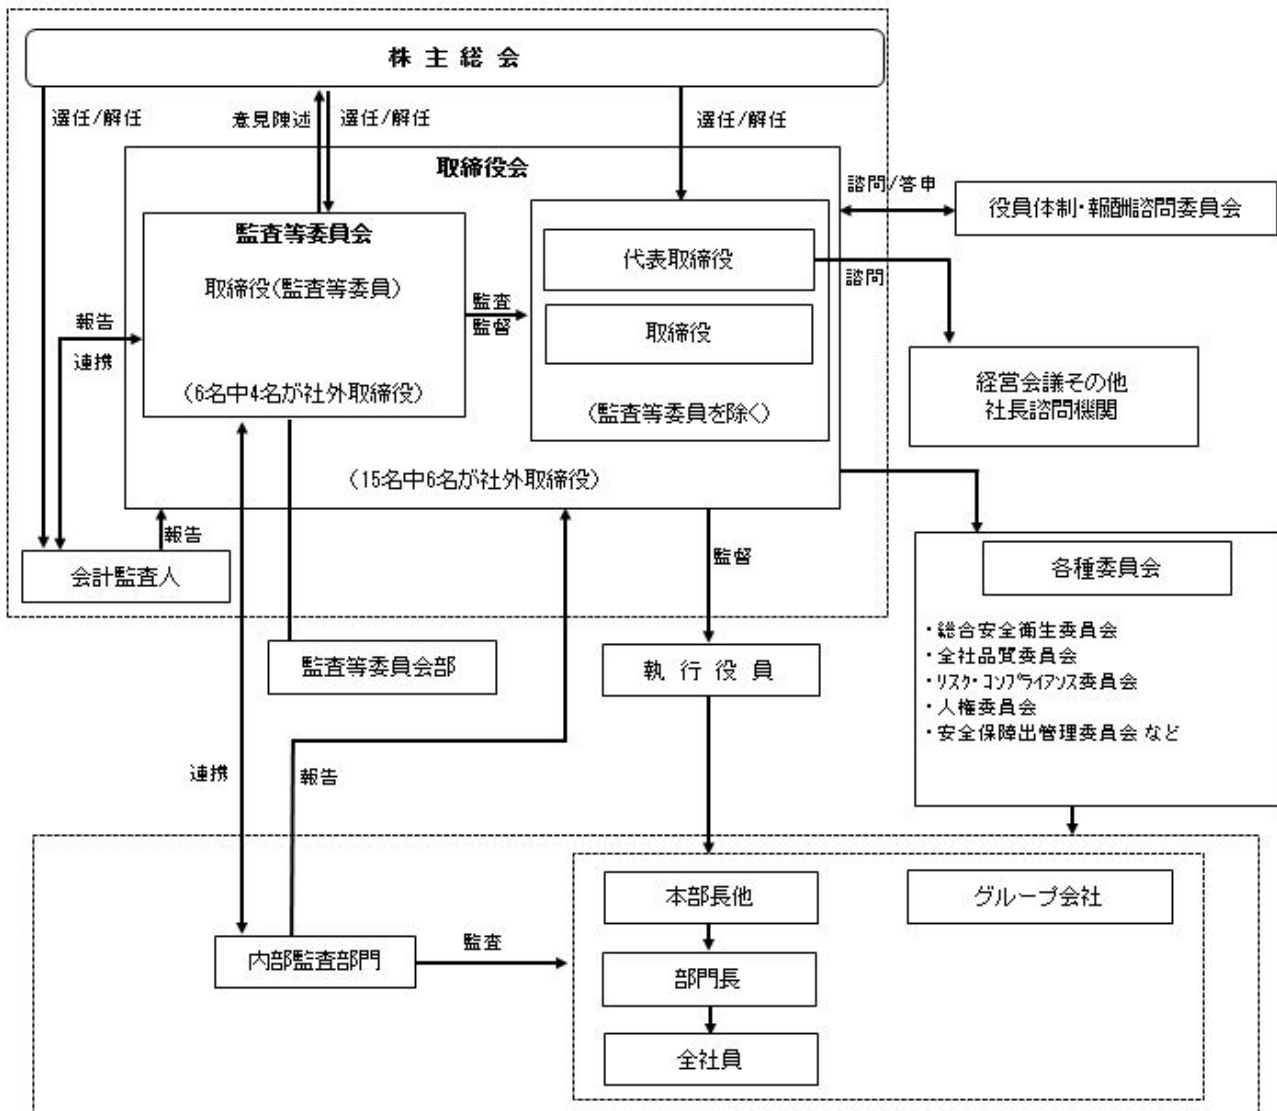 株 主 総 会
選任/解任
意見陳述
選任/解任
選任/解任
取締役会
諮問/答申
役員体制・報酬諮問委員会
監査等委員会
取締役(監査等委員)
(6名中4名が社外取締役)
監査
監督
代表取締役
取締役
(監査等委員を除く)
諮問
経営会議その他
社長諮問機関
報告
連携
(15名中6名が社外取締役)
報告
会計監査人
監督
各種委員会
・総合安全衛生委員会
・全社品質委員会
・リスク・コンプライアンス委員会
・人権委員会
・安全保障出管理委員会 など
監査等委員会部
執 行 役 員
連携
報告
本部長他
グループ会社
内部監査部門
監査
部門長
全社員